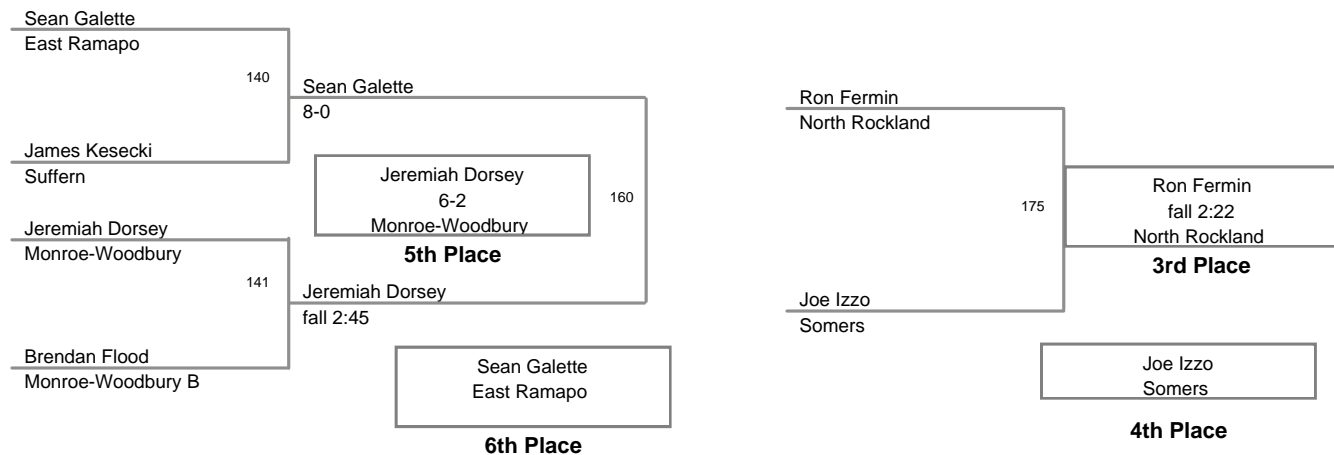 Sean Galette
East Ramapo
140
Sean Galette
8-0
James Kesecki
Suffern
Jeremiah Dorsey
6-2
Monroe-Woodbury
5th Place
160
Jeremiah Dorsey
Monroe-Woodbury
141
Jeremiah Dorsey
fall 2:45
Brendan Flood
Monroe-Woodbury B
Sean Galette
East Ramapo
6th Place
Ron Fermin
North Rockland
175
Ron Fermin
fall 2:22
North Rockland
3rd Place
Joe Izzo
Somers
Joe Izzo
Somers
4th Place